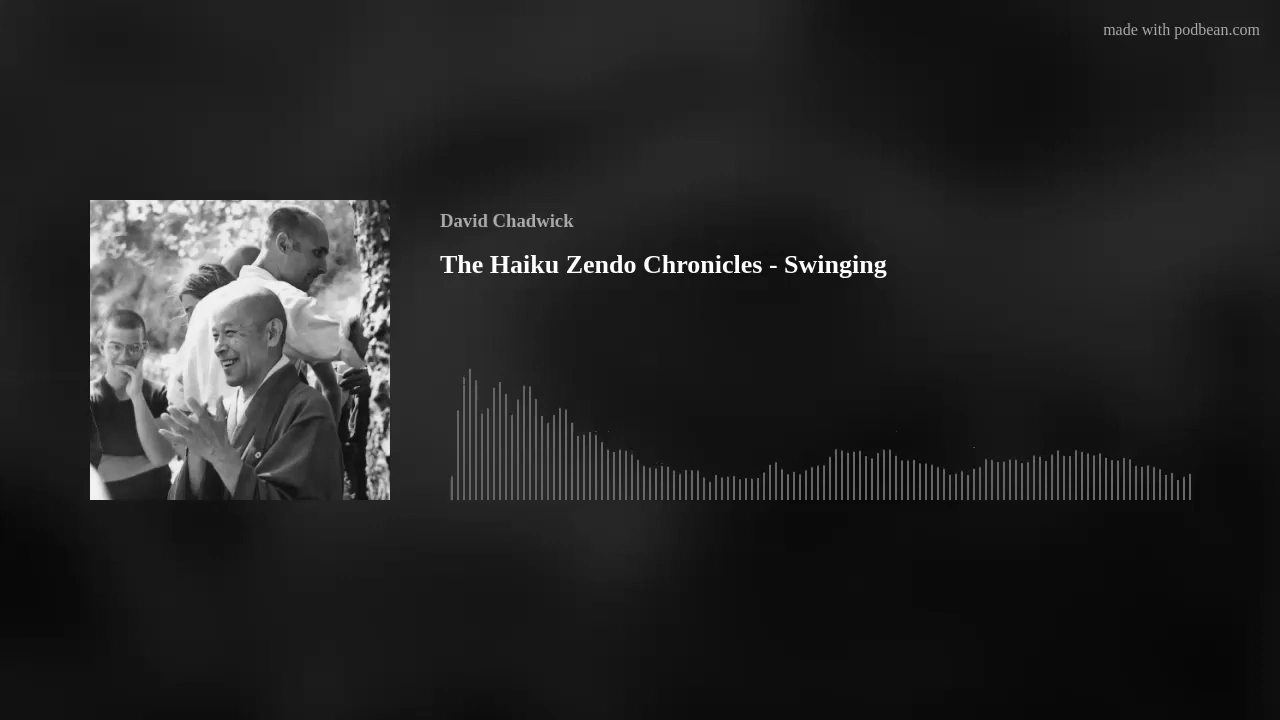 made with podbean.com
David Chadwick
The Haiku Zendo Chronicles - Swinging